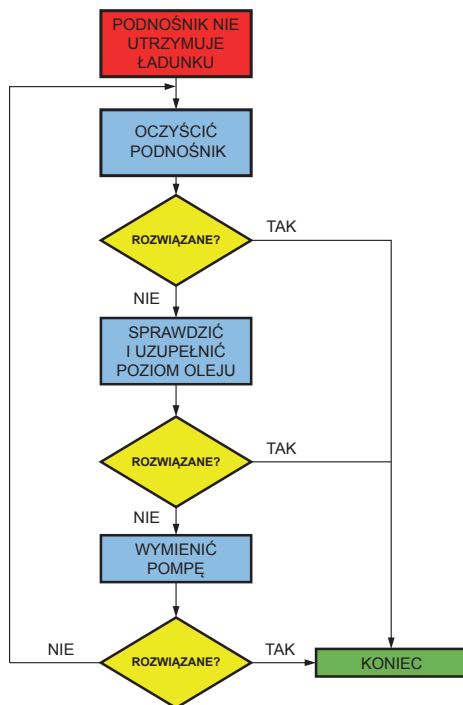 PODNOŚNIK NIE
UTRZYMUJE
ŁADUNKU
OCZYŚCIĆ
PODNOŚNIK
ROZWIĄZANE?
TAK
NIE
SPRAWDZIĆ
I UZUPEŁNIĆ
POZIOM OLEJU
ROZWIĄZANE?
TAK
NIE
WYMIENIĆ
POMPĘ
NIE
ROZWIĄZANE?
TAK
KONIEC